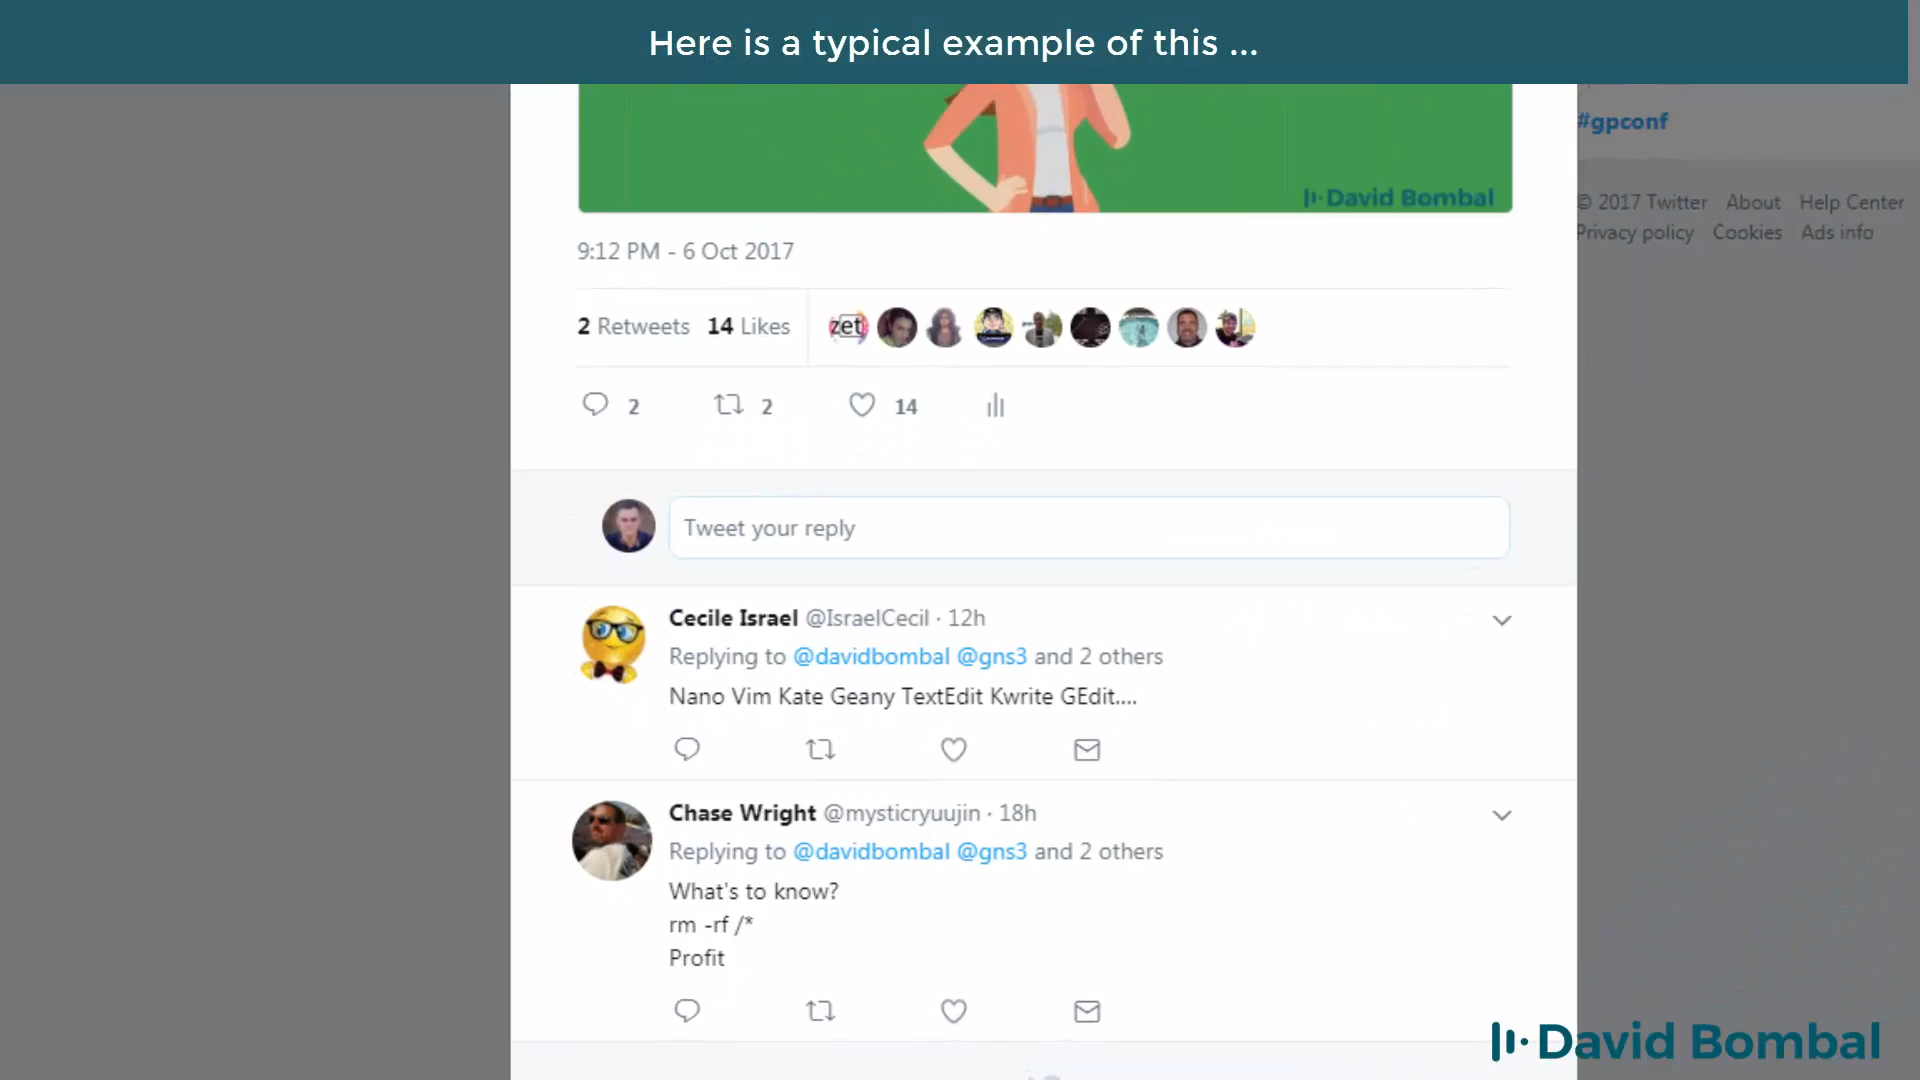 Here is a typical example of this ...
#gpconf
David Bombal
© 2017 Twitter About Help Center
Privacy policy Cookies Ads info
9:12 PM - 6 Oct 2017
2 Retweets 14 Likes
zet
2 2 14
Tweet your reply
Cecile Israel @IsraelCecil · 12h
Replying to @davidbombal @gns3 and 2 others
Nano Vim Kate Geany TextEdit Kwrite GEdit....
Chase Wright @mysticryuujin · 18h
Replying to @davidbombal @gns3 and 2 others
What's to know?
rm -rf /*
Profit
David Bombal